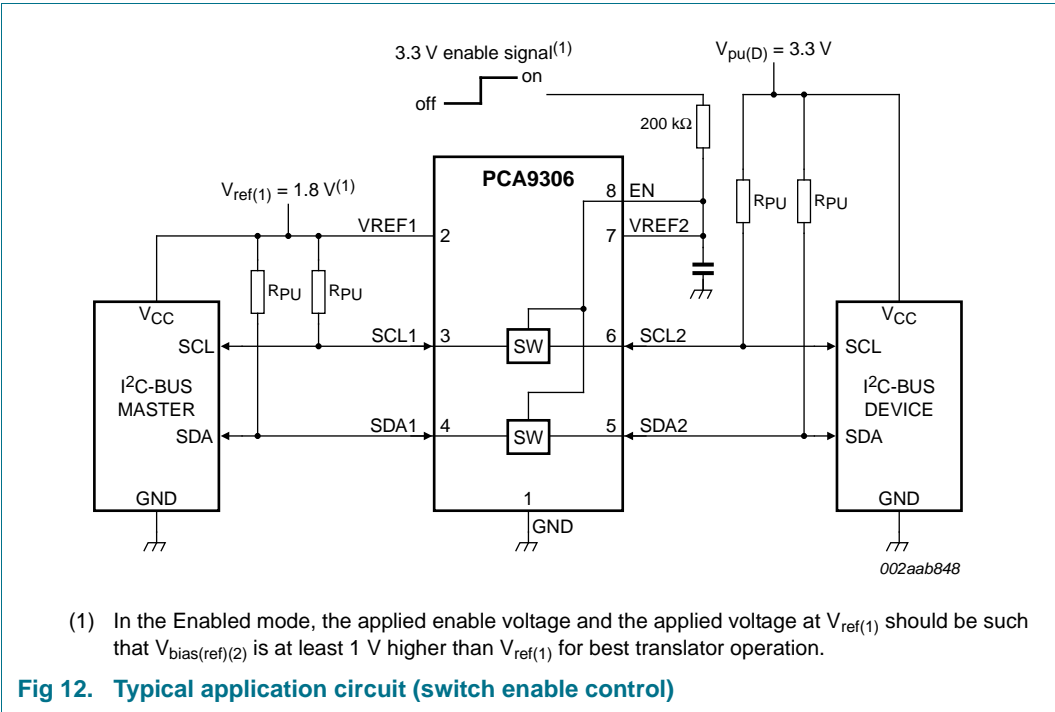 3.3 V enable signal(1)
on
off
Vpu(D) = 3.3 V
200 kΩ
PCA9306
8 EN
RPU RPU
Vref(1) = 1.8 V(1)
VREF1 2
7 VREF2
RPU RPU
VCC
SCL
SCL1 3
SW
6 SCL2
VCC
SCL
I2C-BUS
MASTER
I2C-BUS
DEVICE
SDA
SDA1 4
SW
5 SDA2
SDA
GND
1
GND
GND
002aab848
(1) In the Enabled mode, the applied enable voltage and the applied voltage at Vref(1) should be such
that Vbias(ref)(2) is at least 1 V higher than Vref(1) for best translator operation.
Fig 12. Typical application circuit (switch enable control)